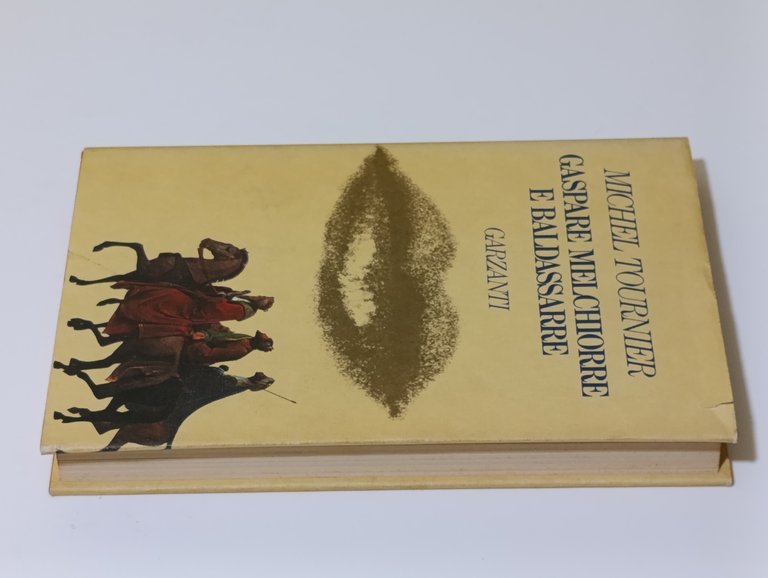 MICHEL TOURNIER
GASPARE MELCHIORRE
E BALDASSARRE
GARZANTI